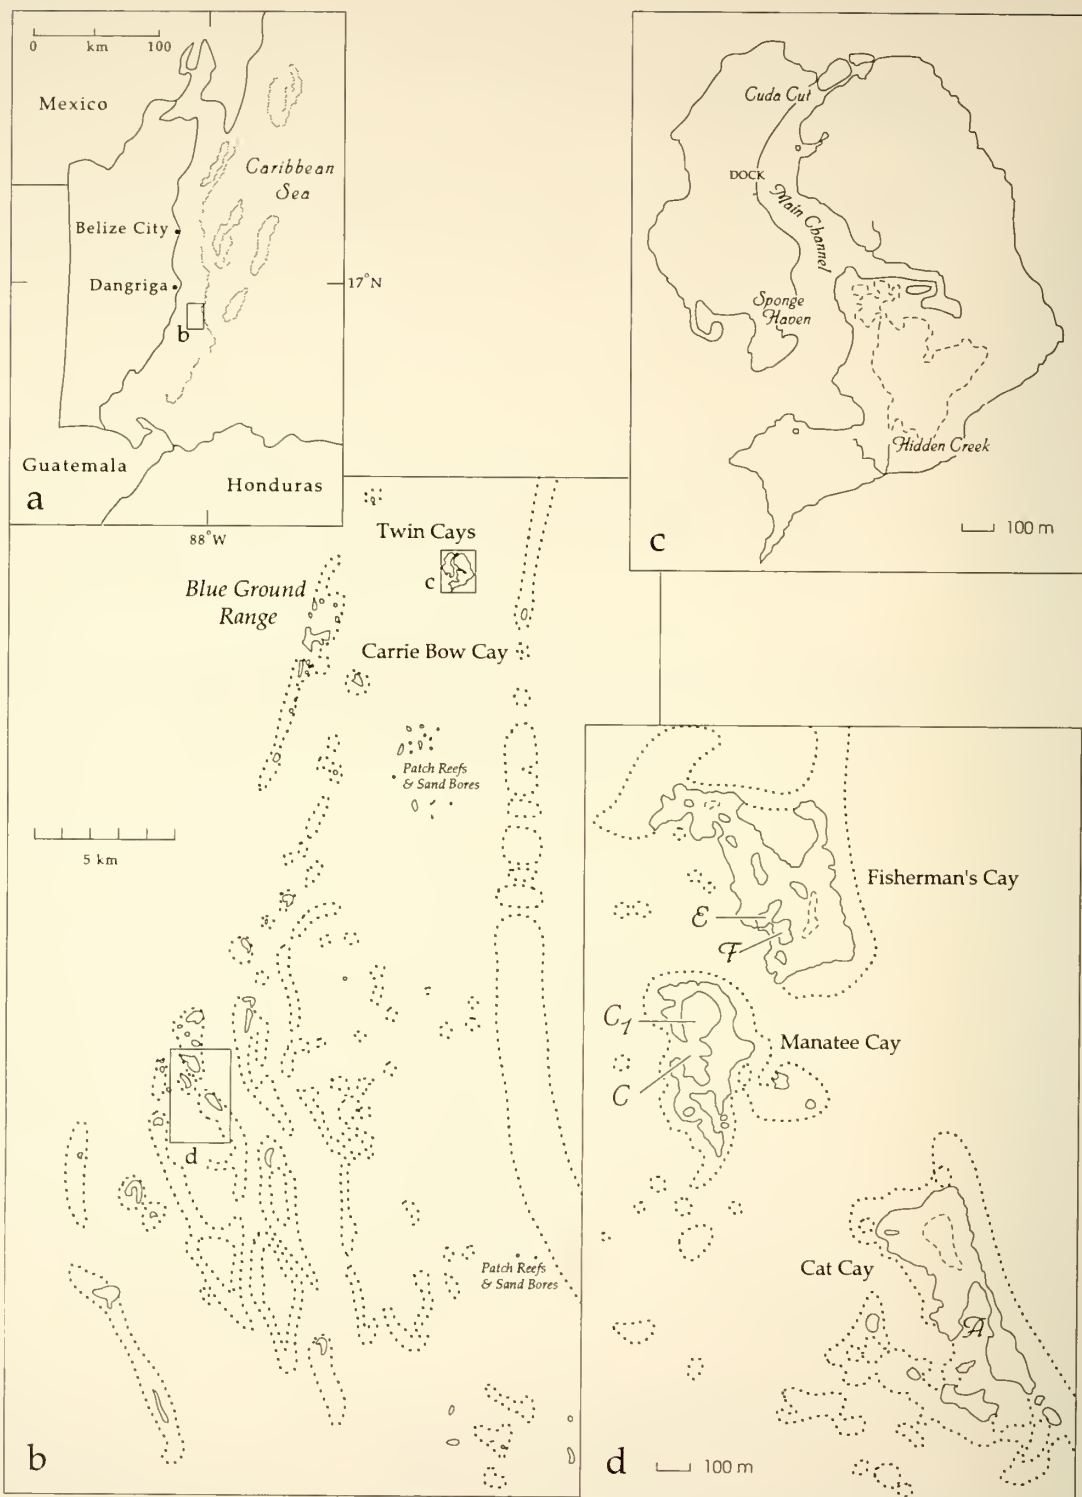 0 km 100
Mexico
Caribbean
Sea
Belize City
Dangriga
17°N
b
Guatemala
Honduras
a
88°W
Cuda Cut
DOCK
Main Channel
Sponge
Haven
Hidden Creek
100 m
c
Twin Cays
c
Blue Ground
Range
Carrie Bow Cay
Patch Reefs
& Sand Bores
5 km
d
Patch Reefs
& Sand Bores
b
Fisherman's Cay
E
F
C1
Manatee Cay
C
Cat Cay
A
d
100 m